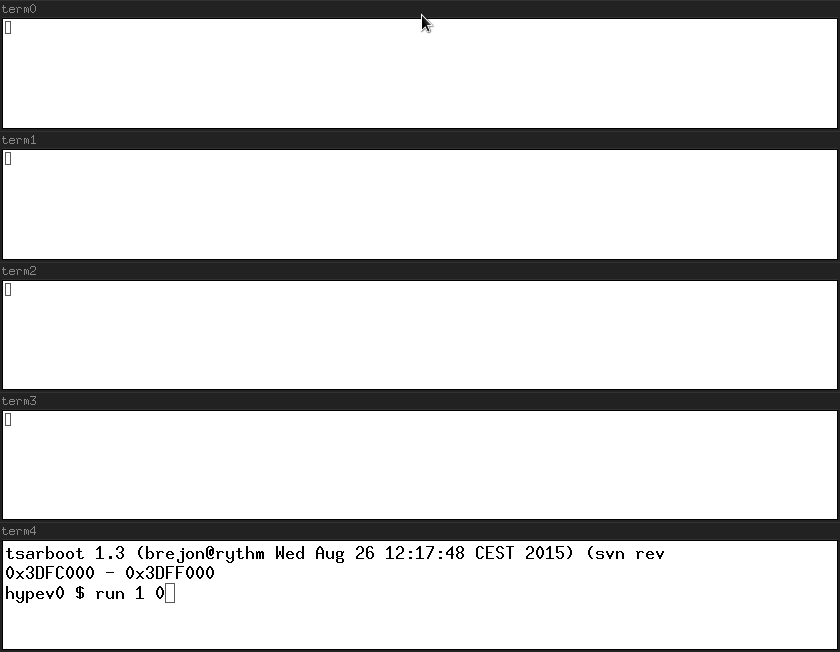 term0
term1
term2
term3
term4
tsarboot 1.3 (brejon@rythm Wed Aug 26 12:17:48 CEST 2015) (svn rev
0x3DFC000 - 0x3DFF000
hypev0 $ run 1 0